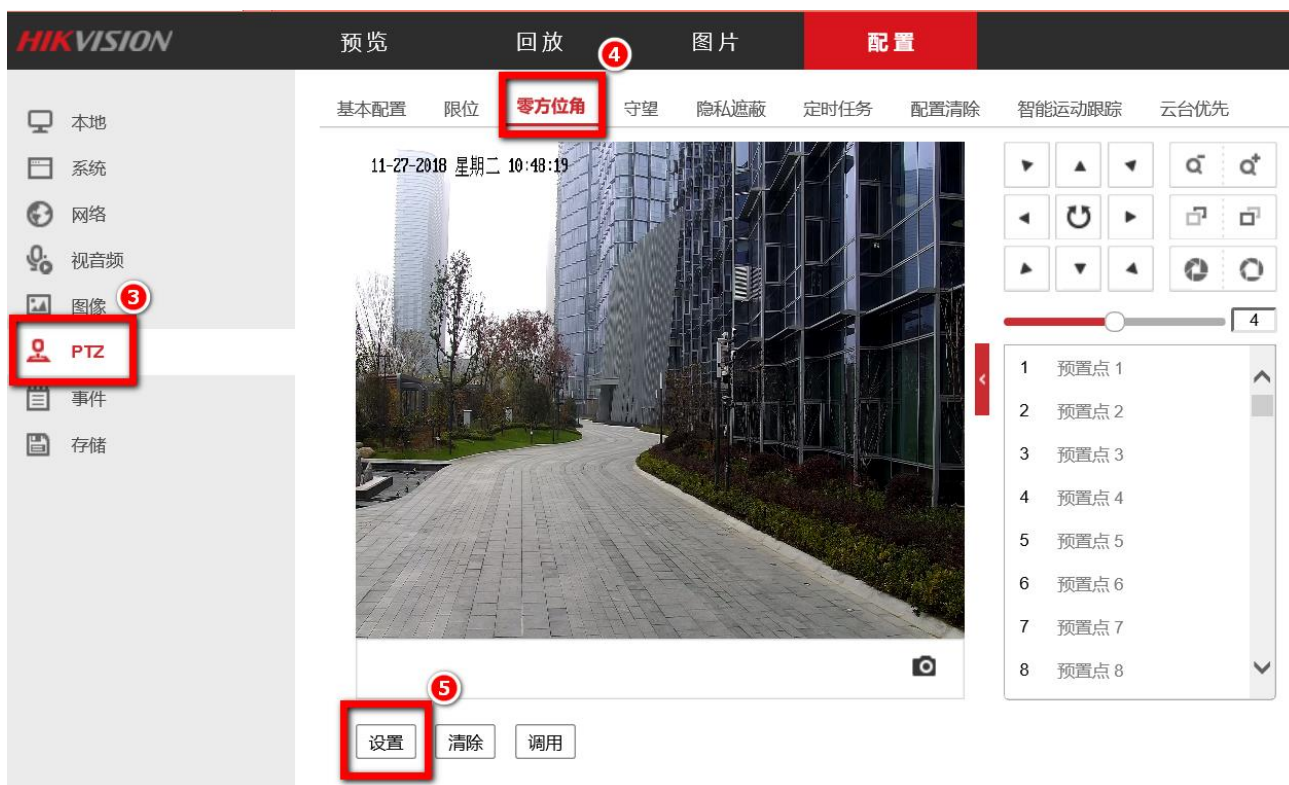 HIKVISION
预览 回放 图片 配置
4
基本配置 限位 零方位角 守望 隐私遮蔽 定时任务 配置清除 智能运动跟踪 云台优先
本地
系统
网络
视音频
图像
3
PTZ
事件
存储
11-27-2018 星期二 10:48:19
4
1 预置点 1
2 预置点 2
3 预置点 3
4 预置点 4
5 预置点 5
6 预置点 6
7 预置点 7
8 预置点 8
5
设置 清除 调用